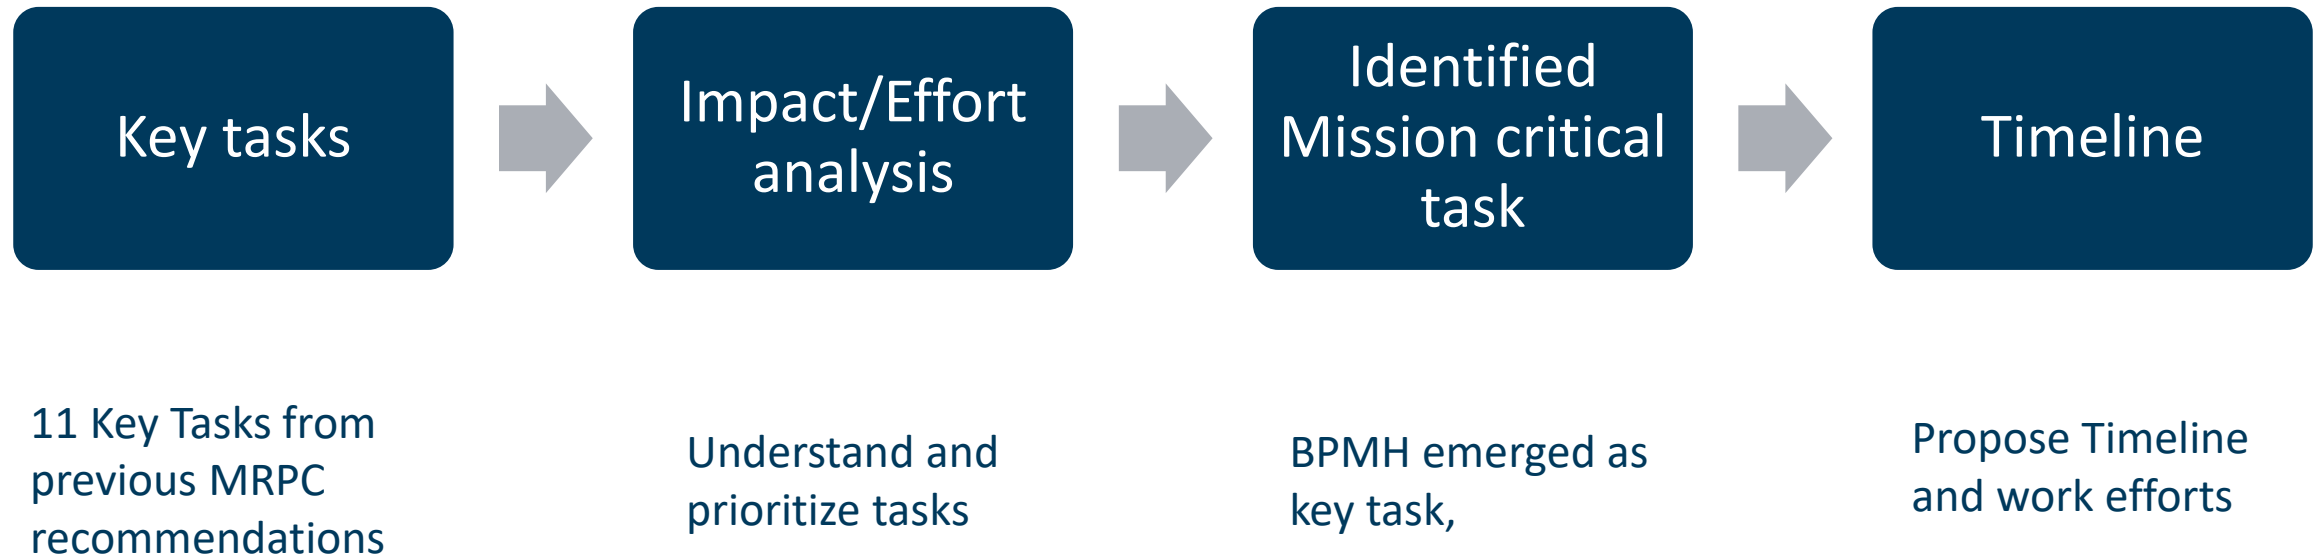 Key tasks
Impact/Effort
analysis
Identified
Mission critical
task
Timeline
11 Key Tasks from
previous MRPC
recommendations
Understand and
prioritize tasks
BPMH emerged as
key task,
Propose Timeline
and work efforts